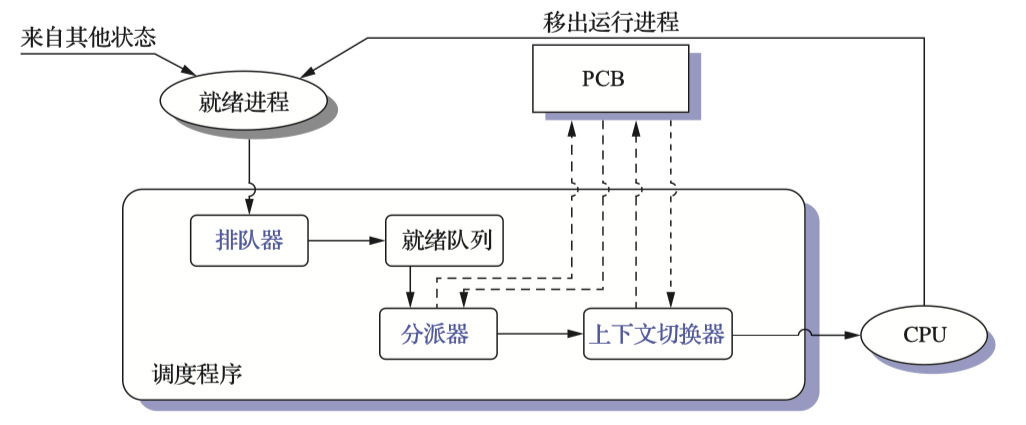 移出运行进程
来自其他状态
PCB
就绪进程
排队器
就绪队列
分派器
上下文切换器
CPU
调度程序